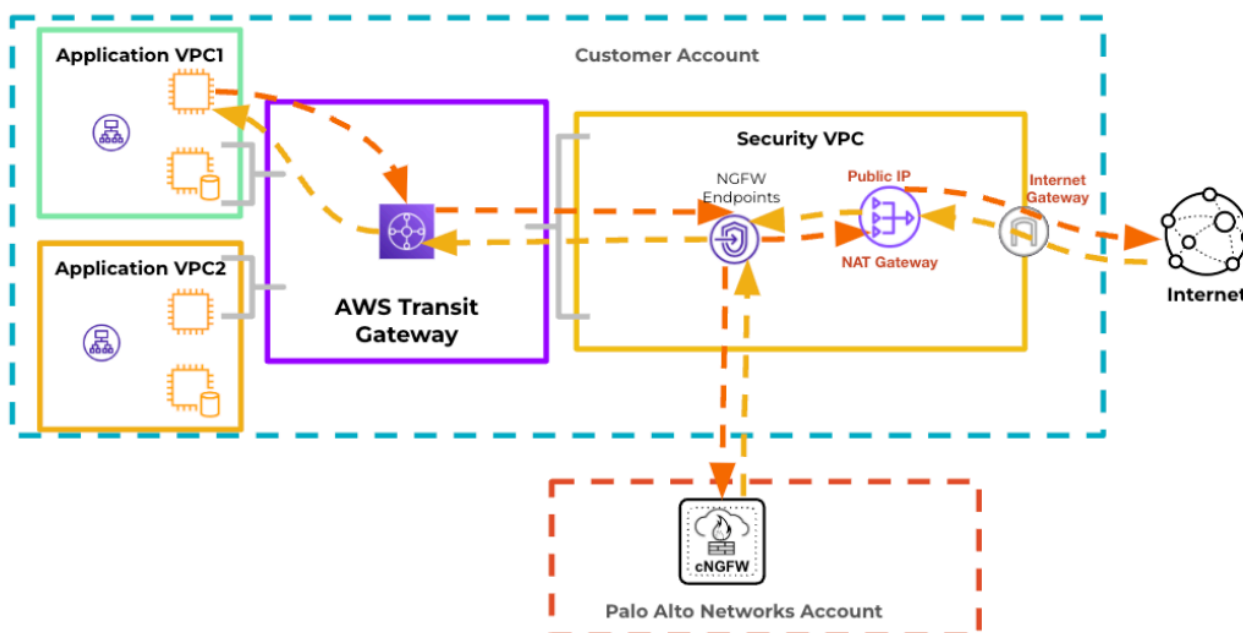 Customer Account
Application VPC1
Application VPC2
AWS Transit
Gateway
Security VPC
NGFW
Endpoints
Public IP
NAT Gateway
Internet
Gateway
Internet
cNGFW
Palo Alto Networks Account